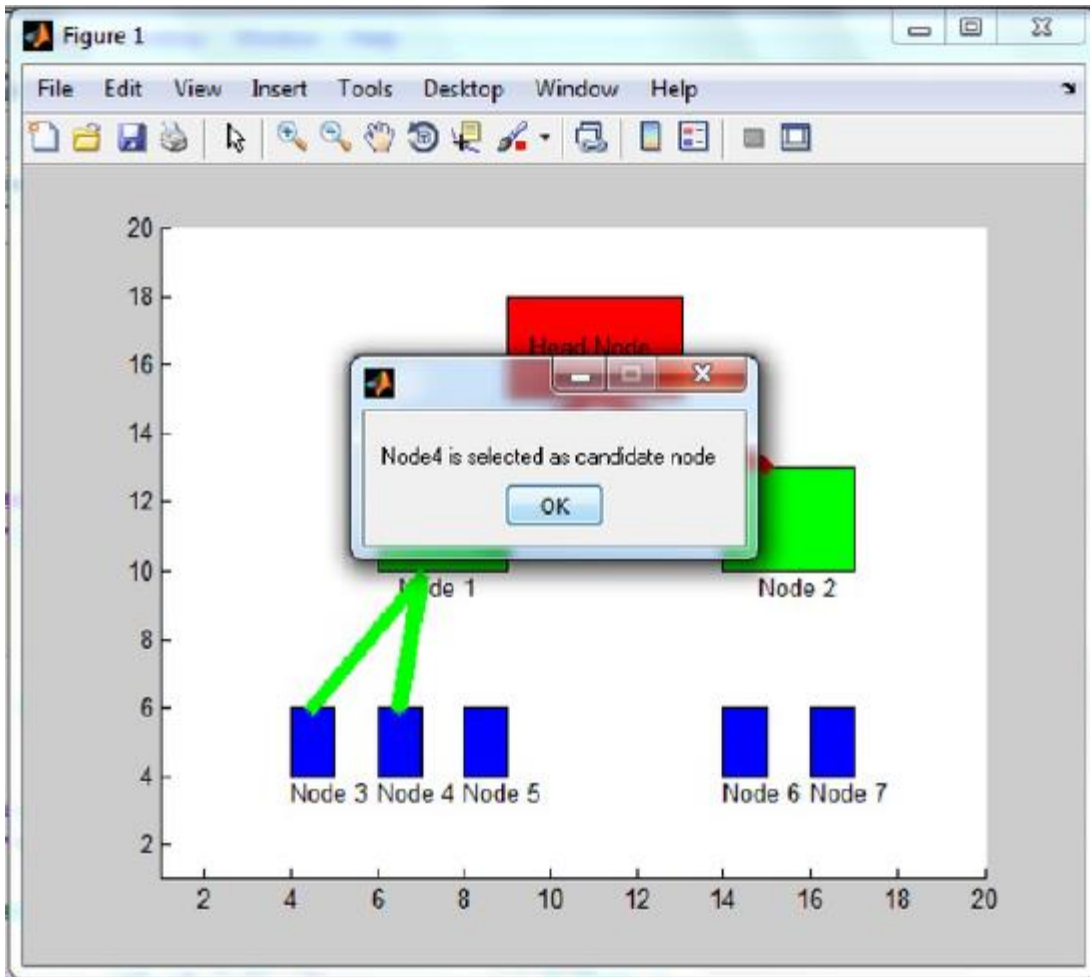 Figure 1
File Edit View Insert Tools Desktop Window Help
20
18
16
14
12
10
8
6
4
2
Head Node
Node4 is selected as candidate node
OK
Node 1
Node 2
Node 3 Node 4 Node 5 Node 6 Node 7
2 4 6 8 10 12 14 16 18 20